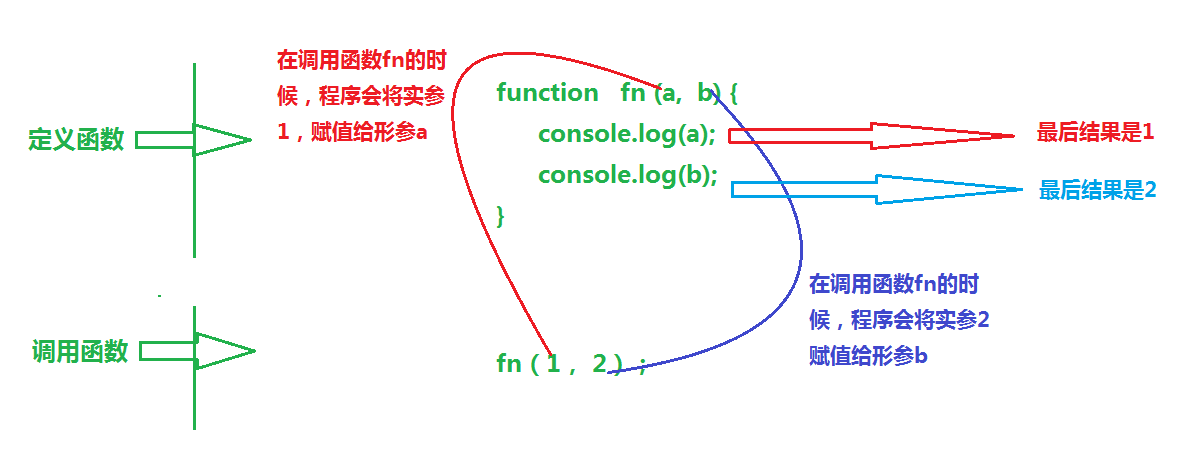 在调用函数fn的时
候，程序会将实参
1，赋值给形参a
定义函数
function fn (a, b) {
console.log(a);
console.log(b);
}
最后结果是1
最后结果是2
在调用函数fn的时
候，程序会将实参2
赋值给形参b
调用函数
fn ( 1 , 2 ) ;